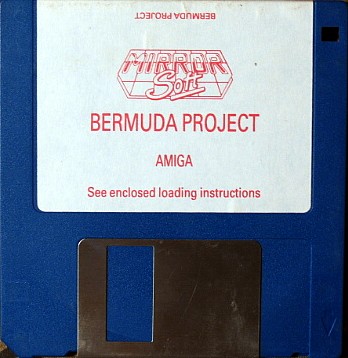 BERMUDA PROJECT
MIRROR
Soft
BERMUDA PROJECT
AMIGA
See enclosed loading instructions